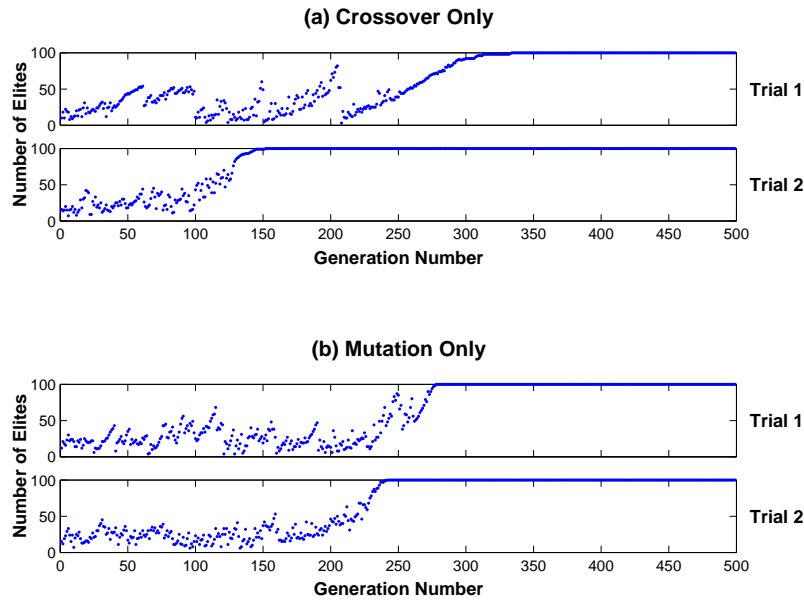 (a) Crossover Only
100
50
0
Trial 1
100
50
0
Trial 2
Number of Elites
0 50 100 150 200 250 300 350 400 450 500
Generation Number
(b) Mutation Only
100
50
0
Trial 1
100
50
0
Trial 2
Number of Elites
0 50 100 150 200 250 300 350 400 450 500
Generation Number